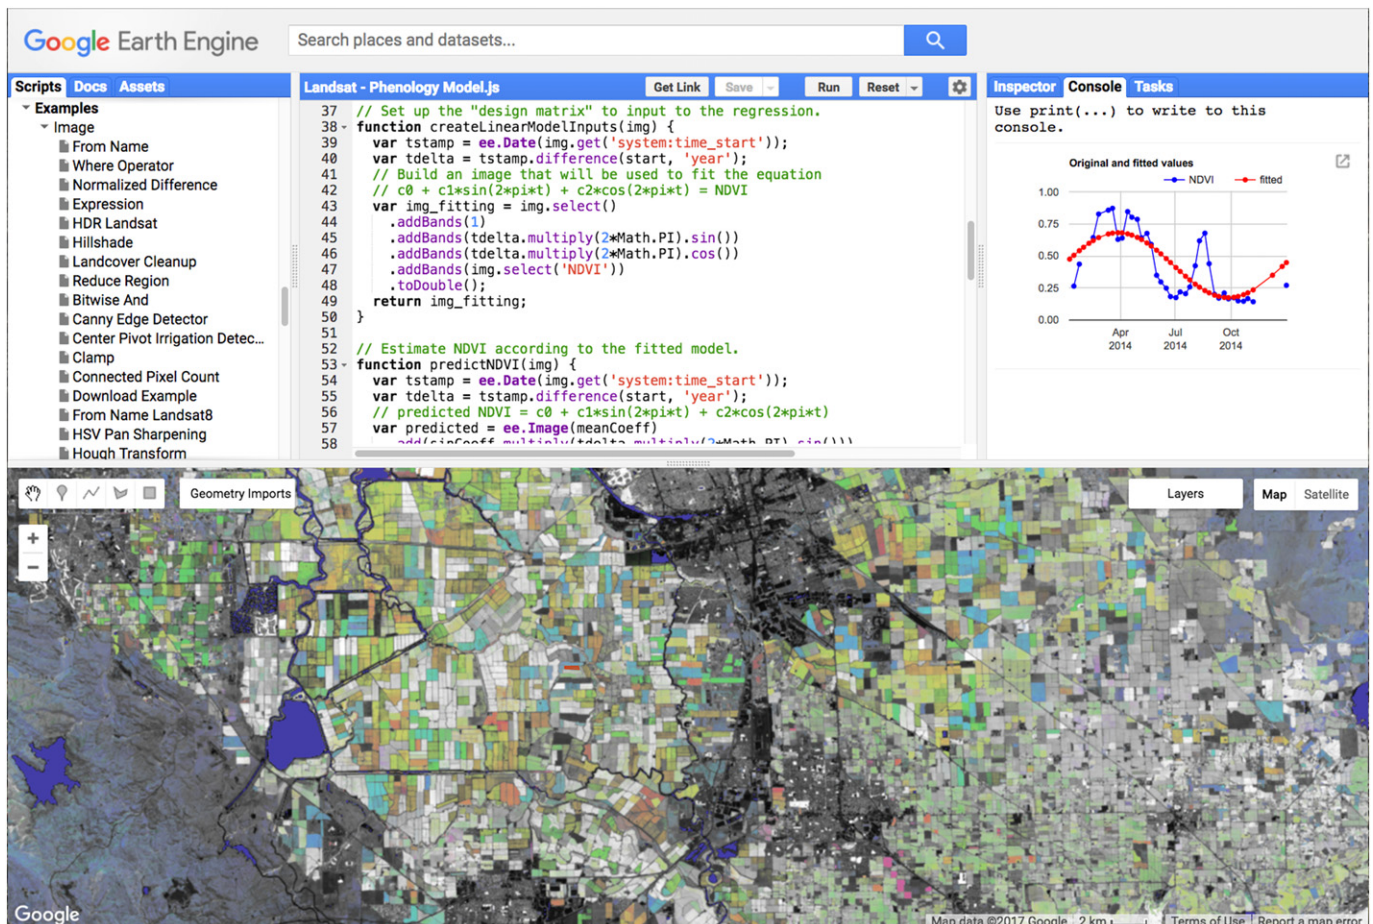 Google Earth Engine
Search places and datasets...
Scripts Docs Assets
Examples
Image
From Name
Where Operator
Normalized Difference
Expression
HDR Landsat
Hillshade
Landcover Cleanup
Reduce Region
Bitwise And
Canny Edge Detector
Center Pivot Irrigation Detec...
Clamp
Connected Pixel Count
Download Example
From Name Landsat8
HSV Pan Sharpening
Hough Transform
Landsat - Phenology Model.js
Get Link Save Run Reset
37 // Set up the "design matrix" to input to the regression.
38 function createLinearModelInputs(img) {
39 var tstamp = ee.Date(img.get('system:time_start'));
40 var tdelta = tstamp.difference(start, 'year');
41 // Build an image that will be used to fit the equation
42 // c0 + c1*sin(2*pi*t) + c2*cos(2*pi*t) = NDVI
43 var img_fitting = img.select()
44 .addBands(1)
45 .addBands(tdelta.multiply(2*Math.PI).sin())
46 .addBands(tdelta.multiply(2*Math.PI).cos())
47 .addBands(img.select('NDVI'))
48 .toDouble();
49 return img_fitting;
50 }
51
52 // Estimate NDVI according to the fitted model.
53 function predictNDVI(img) {
54 var tstamp = ee.Date(img.get('system:time_start'));
55 var tdelta = tstamp.difference(start, 'year');
56 // predicted NDVI = c0 + c1*sin(2*pi*t) + c2*cos(2*pi*t)
57 var predicted = ee.Image(meanCoeff)
58 .add(sinCoeff.multiply(tdelta.multiply(2*Math.PI).sin()))
Inspector Console Tasks
Use print(...) to write to this
console.
Original and fitted values
NDVI fitted
1.00
0.75
0.50
0.25
0.00
Apr Jul Oct
2014 2014 2014
Geometry Imports
Layers
Map Satellite
+
−
Google
Map data ©2017 Google 2 km Terms of Use Report a map error